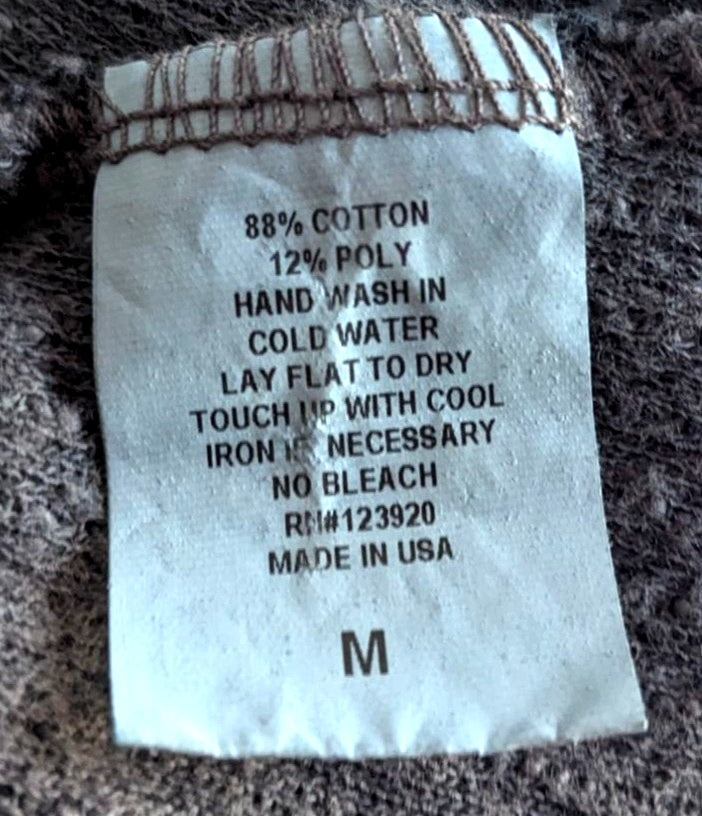 88% COTTON
12% POLY
HAND WASH IN
COLD WATER
LAY FLAT TO DRY
TOUCH UP WITH COOL
IRON IF NECESSARY
NO BLEACH
RN#123920
MADE IN USA
M